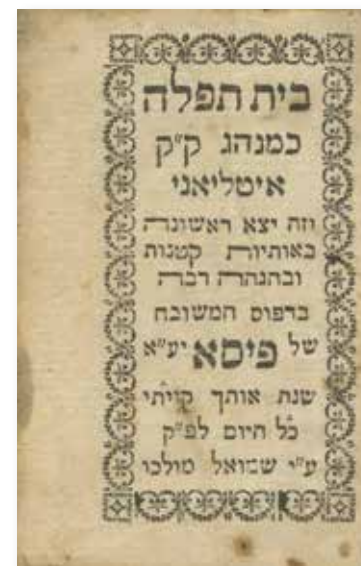 בית תפלה
כמנהג ק״ק
איטליאני
וזה יצא ראשונה
באותיות קטנות
ובהגהה רבה
בדפוס המשובח
של פיסא יע״א
שנת אותך קויתי
כל היום לפ״ק
ע״י שמואל מולכו